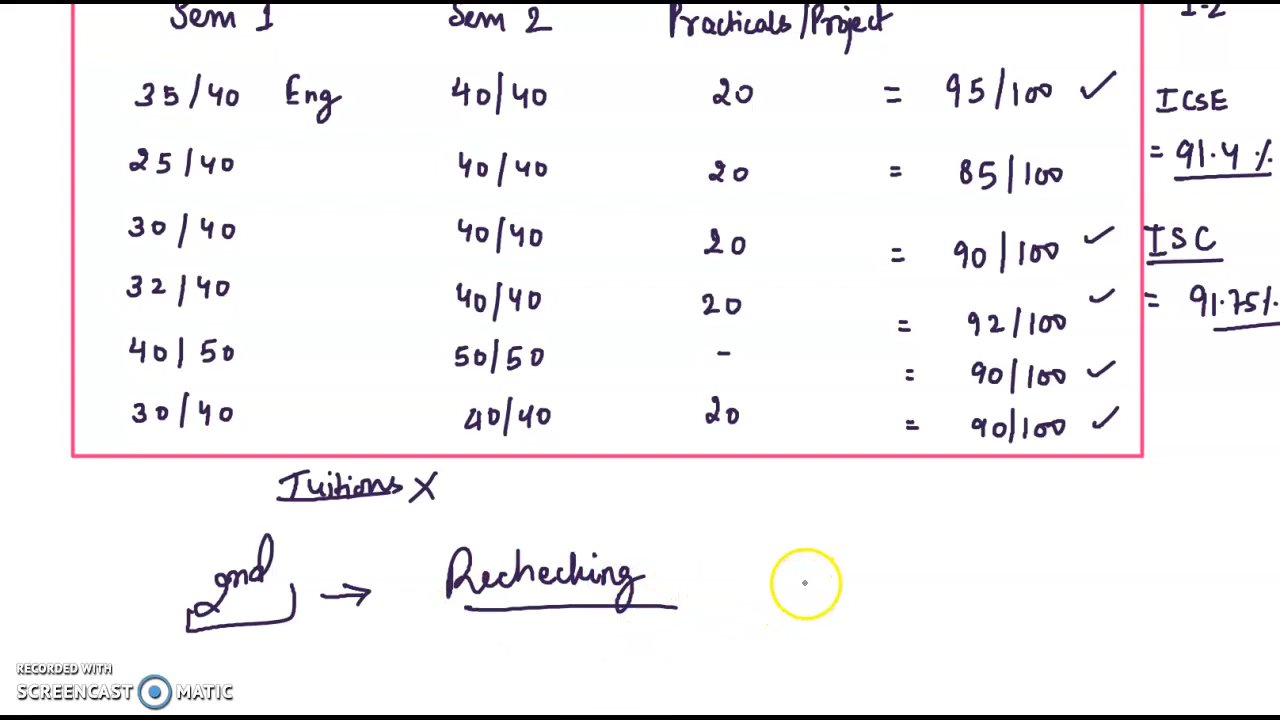 Sem 1 Sem 2 Practicals/Project
I-2
35/40 Eng 40/40 20 = 95/100 ✓
ICSE
25/40 40/40 20 = 85/100
= 91.4 %
30/40 40/40 20 = 90/100 ✓
ISC
32/40 40/40 20 = 92/100 ✓
= 91.75%
40/50 50/50 - = 90/100 ✓
30/40 40/40 20 = 90/100 ✓
Tuitions X
2nd → Rechecking
RECORDED WITH
SCREENCAST MATIC